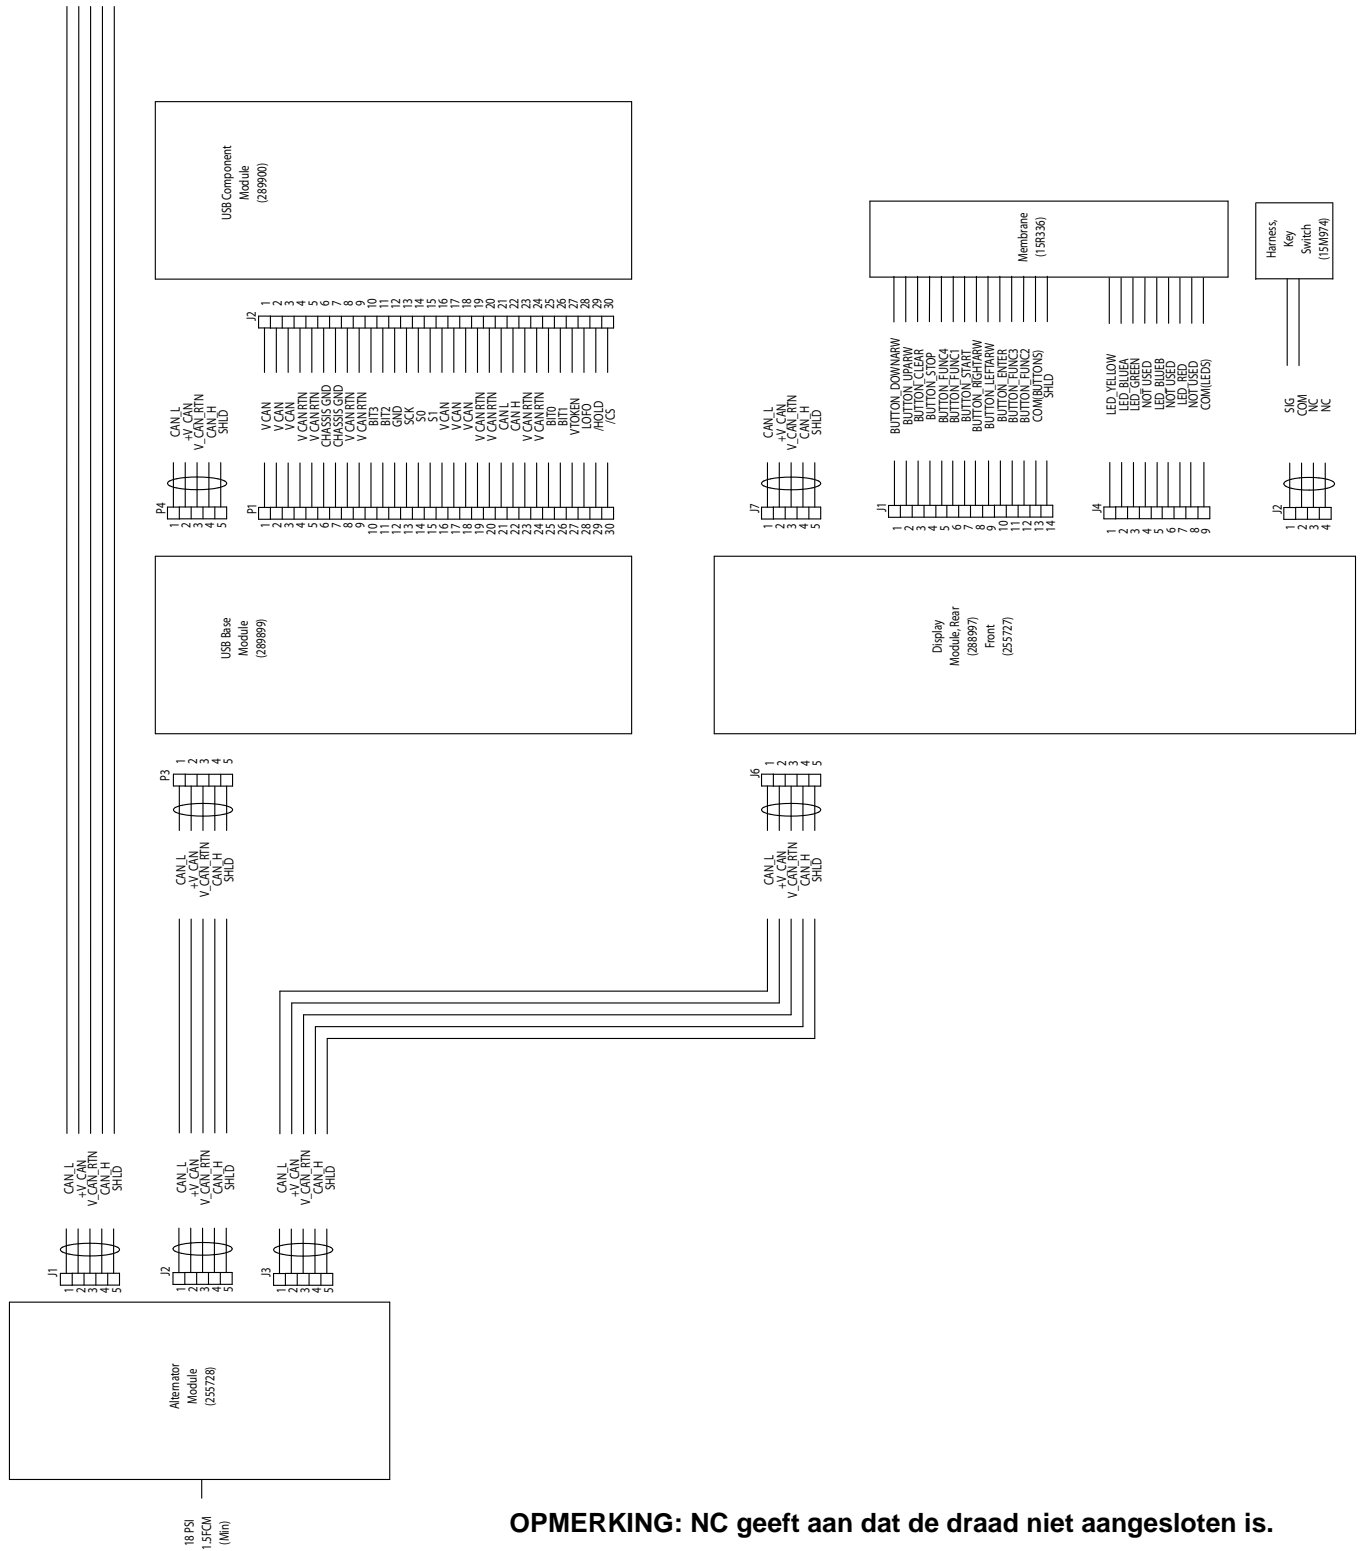 USB Component
Module
(289900)
J2
1
2
3
4
5
6
7
8
9
10
11
12
13
14
15
16
17
18
19
20
21
22
23
24
25
26
27
28
29
30
V CAN
V CAN
V CAN
V CAN RTN
V CAN RTN
CHASSIS GND
CHASSIS GND
V CAN RTN
V CAN RTN
BIT3
BIT2
GND
SCK
S0
S1
V CAN
V CAN
V CAN
V CAN RTN
V CAN RTN
CAN L
CAN H
V CAN RTN
V CAN RTN
BIT0
BIT1
VTOKEN
LOFO
/HOLD
/CS
P1
1
2
3
4
5
6
7
8
9
10
11
12
13
14
15
16
17
18
19
20
21
22
23
24
25
26
27
28
29
30
CAN_L
+V_CAN
V_CAN_RTN
CAN_H
SHLD
P4
1
2
3
4
5
USB Base
Module
(289899)
P3
1
2
3
4
5
CAN_L
+V_CAN
V_CAN_RTN
CAN_H
SHLD
Membrane
(15R336)
BUTTON_DOWNARW
BUTTON_UPARW
BUTTON_CLEAR
BUTTON_STOP
BUTTON_FUNC4
BUTTON_FUNC1
BUTTON_START
BUTTON_RIGHTARW
BUTTON_LEFTARW
BUTTON_ENTER
BUTTON_FUNC3
BUTTON_FUNC2
COM(BUTTONS)
SHLD
J1
1
2
3
4
5
6
7
8
9
10
11
12
13
14
LED_YELLOW
LED_BLUEA
LED_GREEN
NOT USED
LED_BLUEB
NOT USED
LED_RED
NOT USED
COM(LEDS)
J4
1
2
3
4
5
6
7
8
9
Harness,
Key
Switch
(15M974)
SIG
COM
NC
NC
J2
1
2
3
4
CAN_L
+V_CAN
V_CAN_RTN
CAN_H
SHLD
J7
1
2
3
4
5
Display
Module, Rear
(288997)
Front
(255727)
J6
1
2
3
4
5
CAN_L
+V_CAN
V_CAN_RTN
CAN_H
SHLD
CAN_L
+V_CAN
V_CAN_RTN
CAN_H
SHLD
J1
1
2
3
4
5
CAN_L
+V_CAN
V_CAN_RTN
CAN_H
SHLD
J2
1
2
3
4
5
CAN_L
+V_CAN
V_CAN_RTN
CAN_H
SHLD
J3
1
2
3
4
5
Alternator
Module
(255728)
18 PSI
1.5FCM
(Min)
OPMERKING: NC geeft aan dat de draad niet aangesloten is.